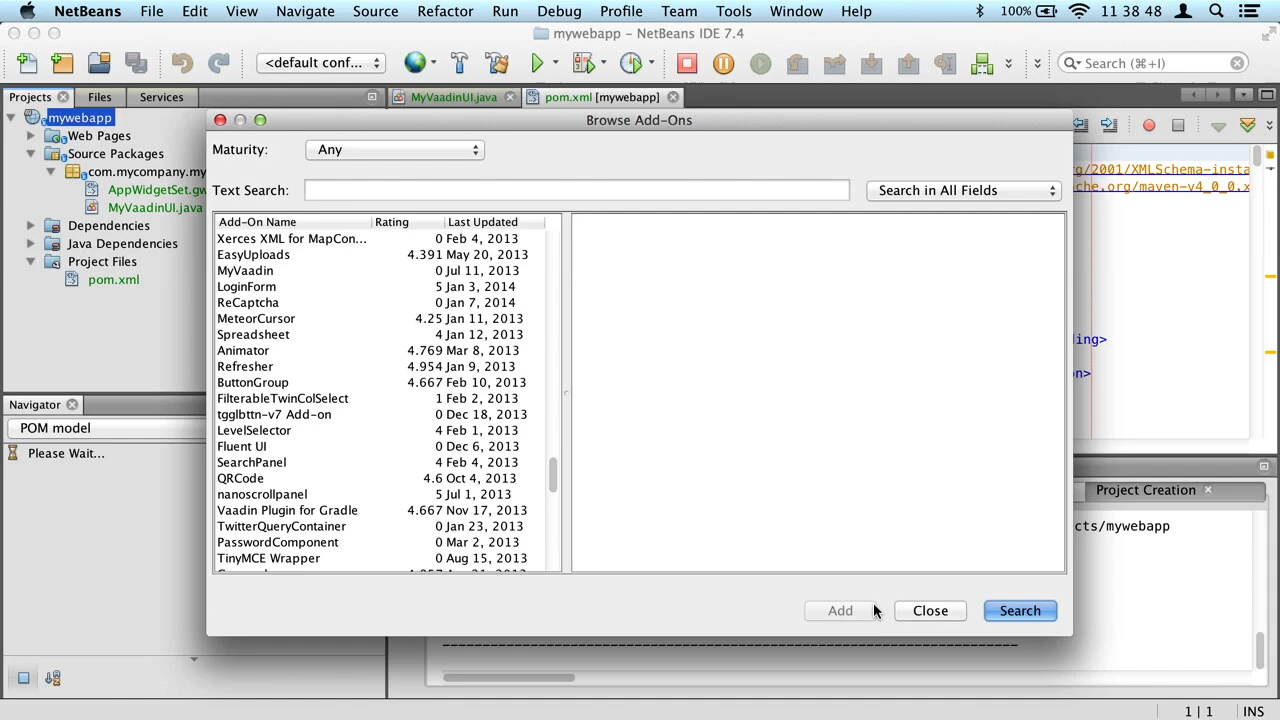 NetBeans File Edit View Navigate Source Refactor Run Debug Profile Team Tools Window Help 100% 11 38 48
mywebapp – NetBeans IDE 7.4
<default conf... Search (⌘+I)
Projects Files Services MyVaadinUI.java pom.xml [mywebapp]
mywebapp
Web Pages
Source Packages
com.mycompany.my
AppWidgetSet.gw
MyVaadinUI.java
Dependencies
Java Dependencies
Project Files
pom.xml
Navigator
POM model
Please Wait...
Browse Add-Ons
Maturity: Any
Text Search: Search in All Fields
Add-On Name Rating Last Updated
Xerces XML for MapCon... 0 Feb 4, 2013
EasyUploads 4.391 May 20, 2013
MyVaadin 0 Jul 11, 2013
LoginForm 5 Jan 3, 2014
ReCaptcha 0 Jan 7, 2014
MeteorCursor 4.25 Jan 11, 2013
Spreadsheet 4 Jan 12, 2013
Animator 4.769 Mar 8, 2013
Refresher 4.954 Jan 9, 2013
ButtonGroup 4.667 Feb 10, 2013
FilterableTwinColSelect 1 Feb 2, 2013
tgglbttn-v7 Add-on 0 Dec 18, 2013
LevelSelector 4 Feb 1, 2013
Fluent UI 0 Dec 6, 2013
SearchPanel 4 Feb 4, 2013
QRCode 4.6 Oct 4, 2013
nanoscrollpanel 5 Jul 1, 2013
Vaadin Plugin for Gradle 4.667 Nov 17, 2013
TwitterQueryContainer 0 Jan 23, 2013
PasswordComponent 0 Mar 2, 2013
TinyMCE Wrapper 0 Aug 15, 2013
Add Close Search
rg/2001/XMLSchema-insta
che.org/maven-v4_0_0.x
ing>
n>
Project Creation
cts/mywebapp
------------------------------------------------------------------------
1 | 1 INS